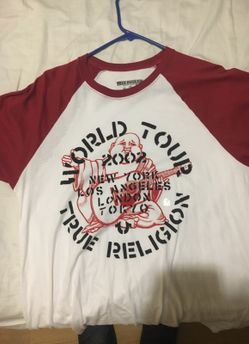 WORLD TOUR
2002
NEW YORK
LOS ANGELES
LONDON
TOKYO
TRUE RELIGION